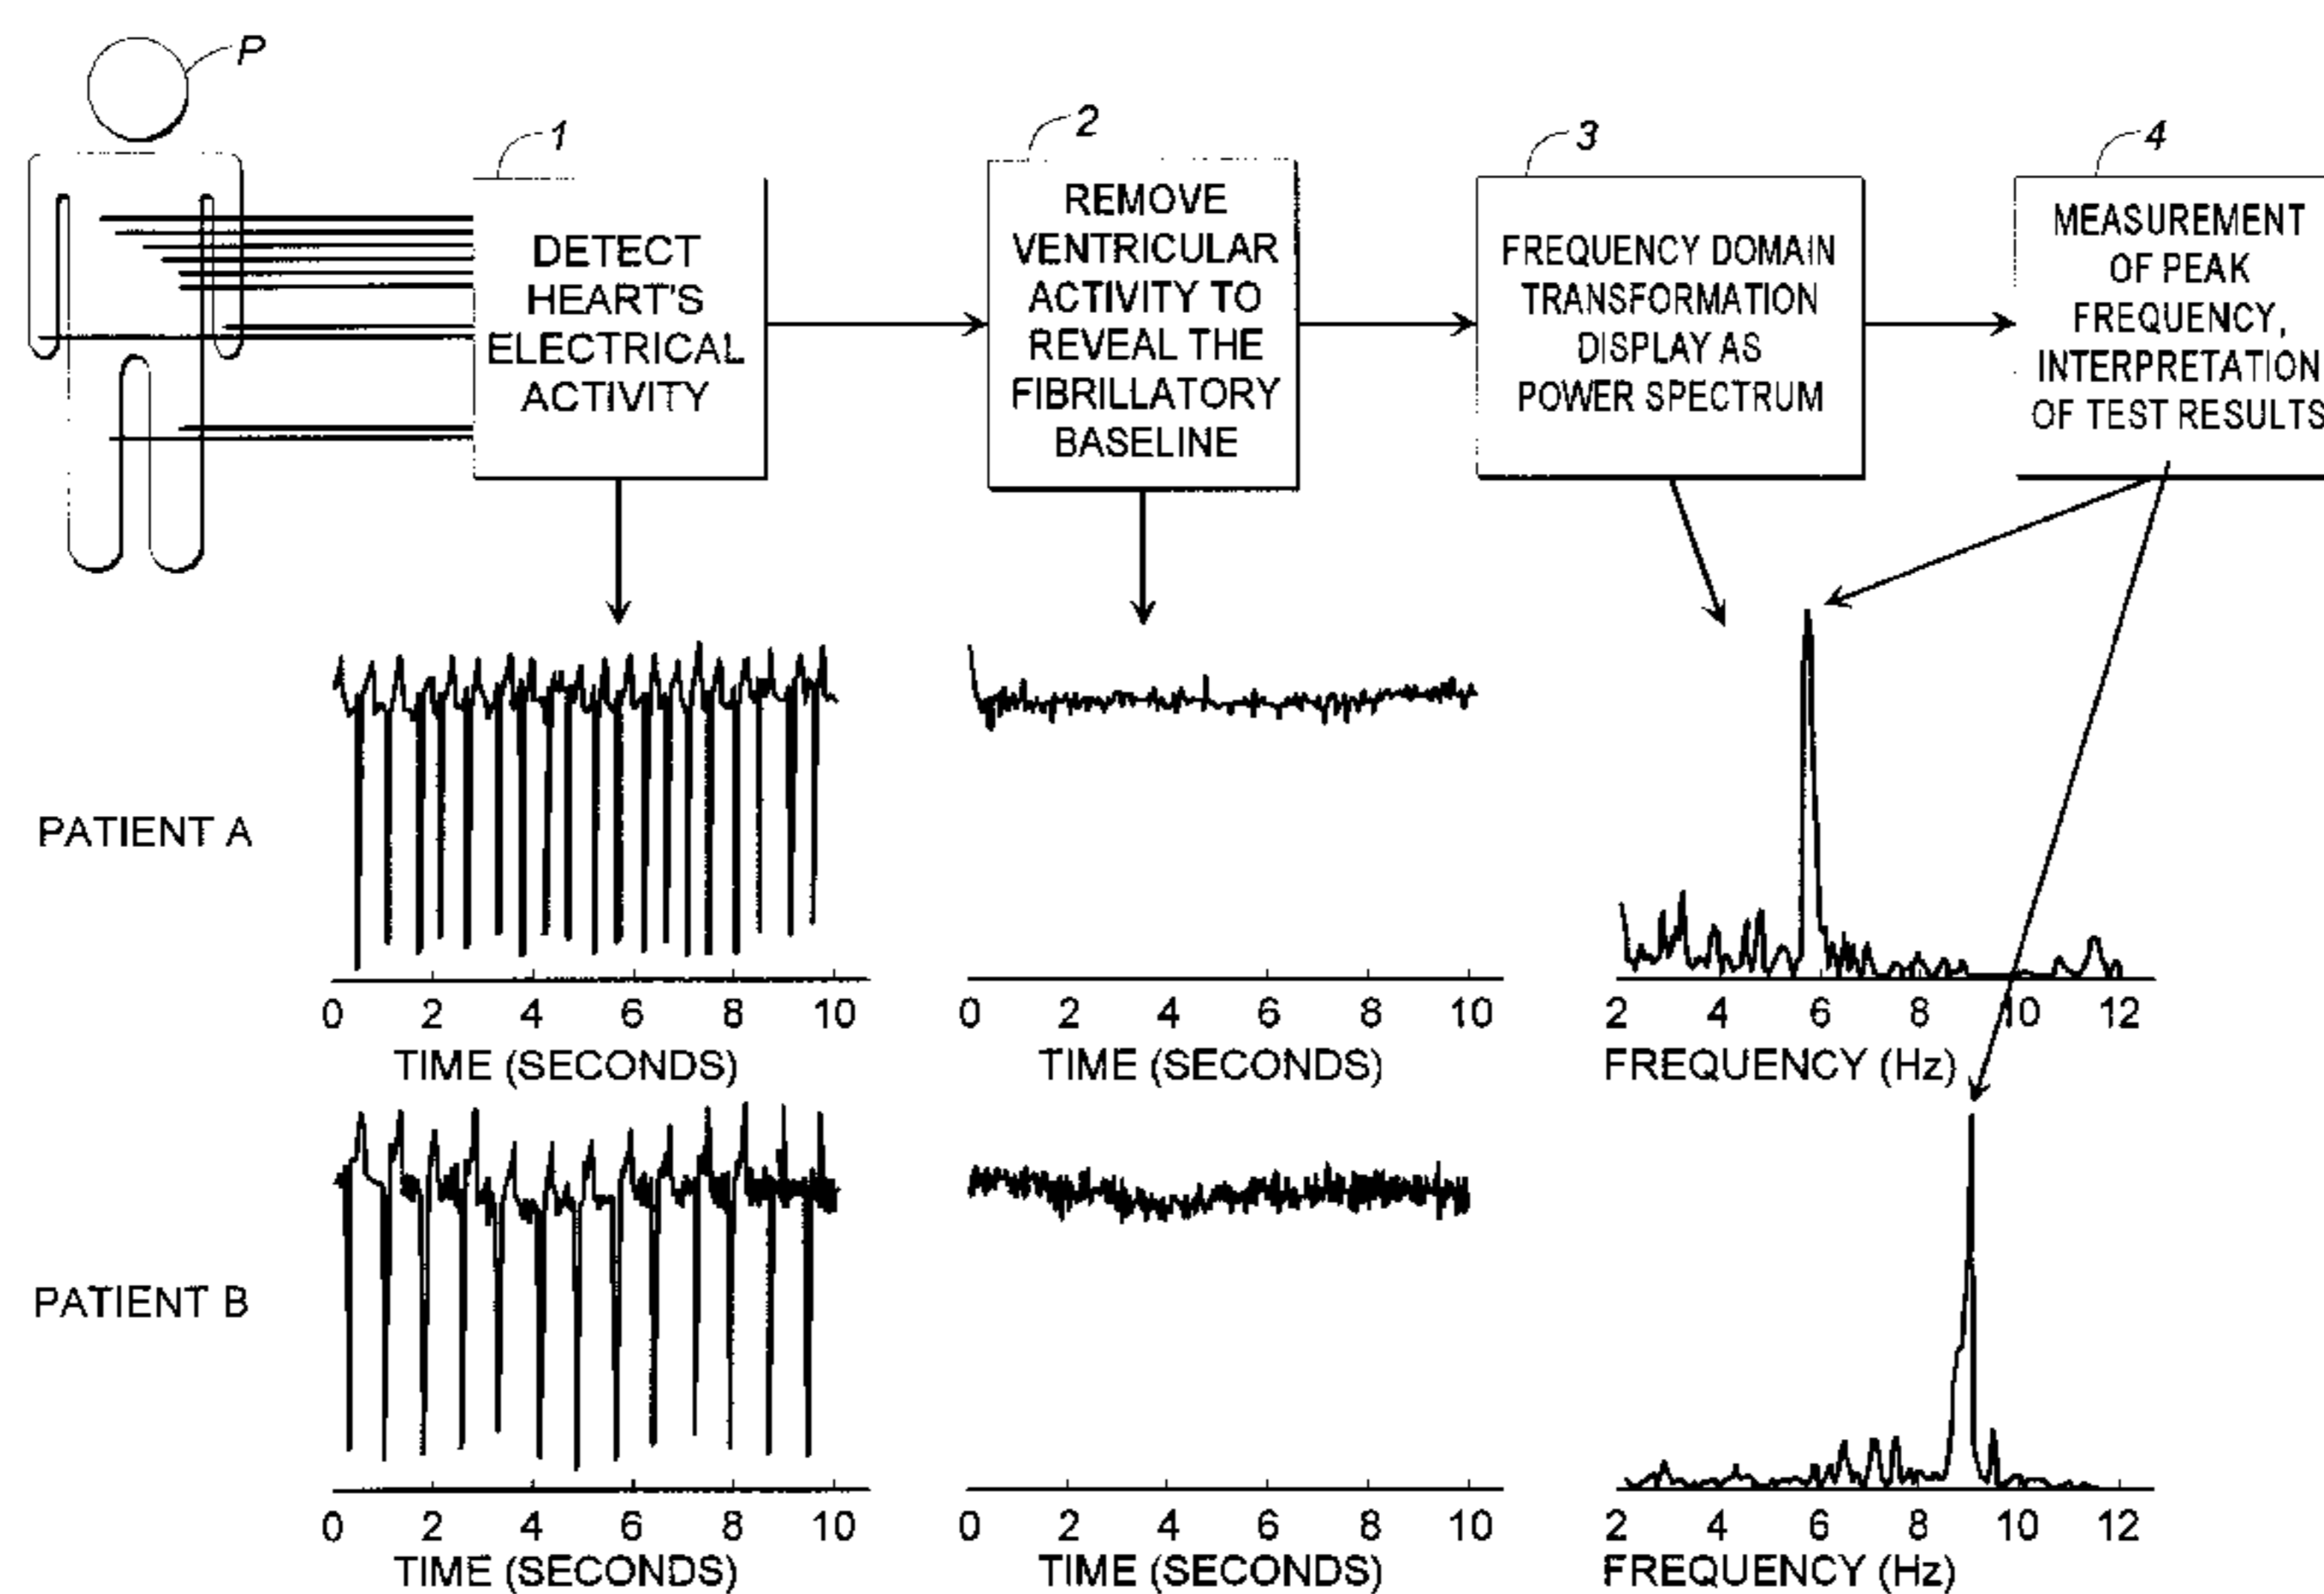 P
1
2
3
4
DETECT
HEART'S
ELECTRICAL
ACTIVITY
REMOVE
VENTRICULAR
ACTIVITY TO
REVEAL THE
FIBRILLATORY
BASELINE
FREQUENCY DOMAIN
TRANSFORMATION
DISPLAY AS
POWER SPECTRUM
MEASUREMENT
OF PEAK
FREQUENCY,
INTERPRETATION
OF TEST RESULTS
PATIENT A
0 2 4 6 8 10
TIME (SECONDS)
0 2 4 6 8 10
TIME (SECONDS)
2 4 6 8 10 12
FREQUENCY (Hz)
PATIENT B
0 2 4 6 8 10
TIME (SECONDS)
0 2 4 6 8 10
TIME (SECONDS)
2 4 6 8 10 12
FREQUENCY (Hz)